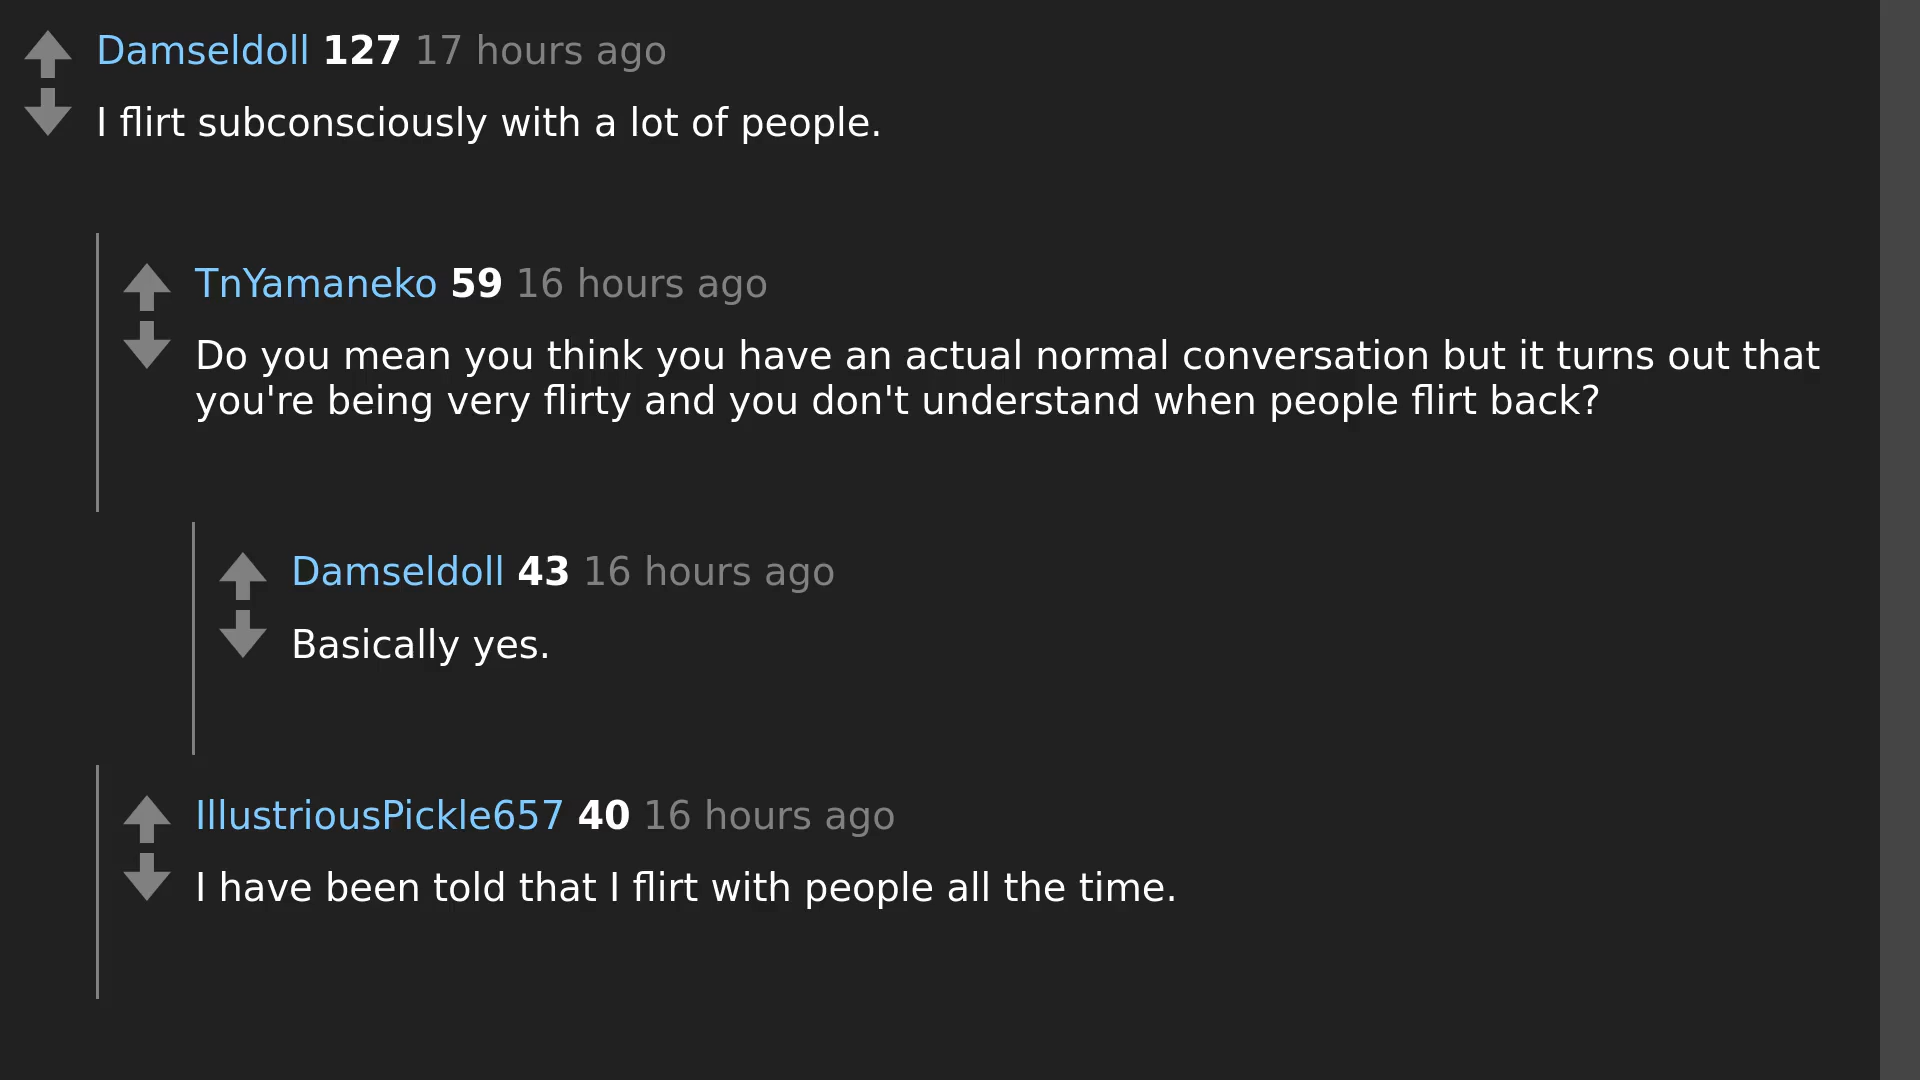 Damseldoll 127 17 hours ago
I flirt subconsciously with a lot of people.
TnYamaneko 59 16 hours ago
Do you mean you think you have an actual normal conversation but it turns out that
you're being very flirty and you don't understand when people flirt back?
Damseldoll 43 16 hours ago
Basically yes.
IllustriousPickle657 40 16 hours ago
I have been told that I flirt with people all the time.